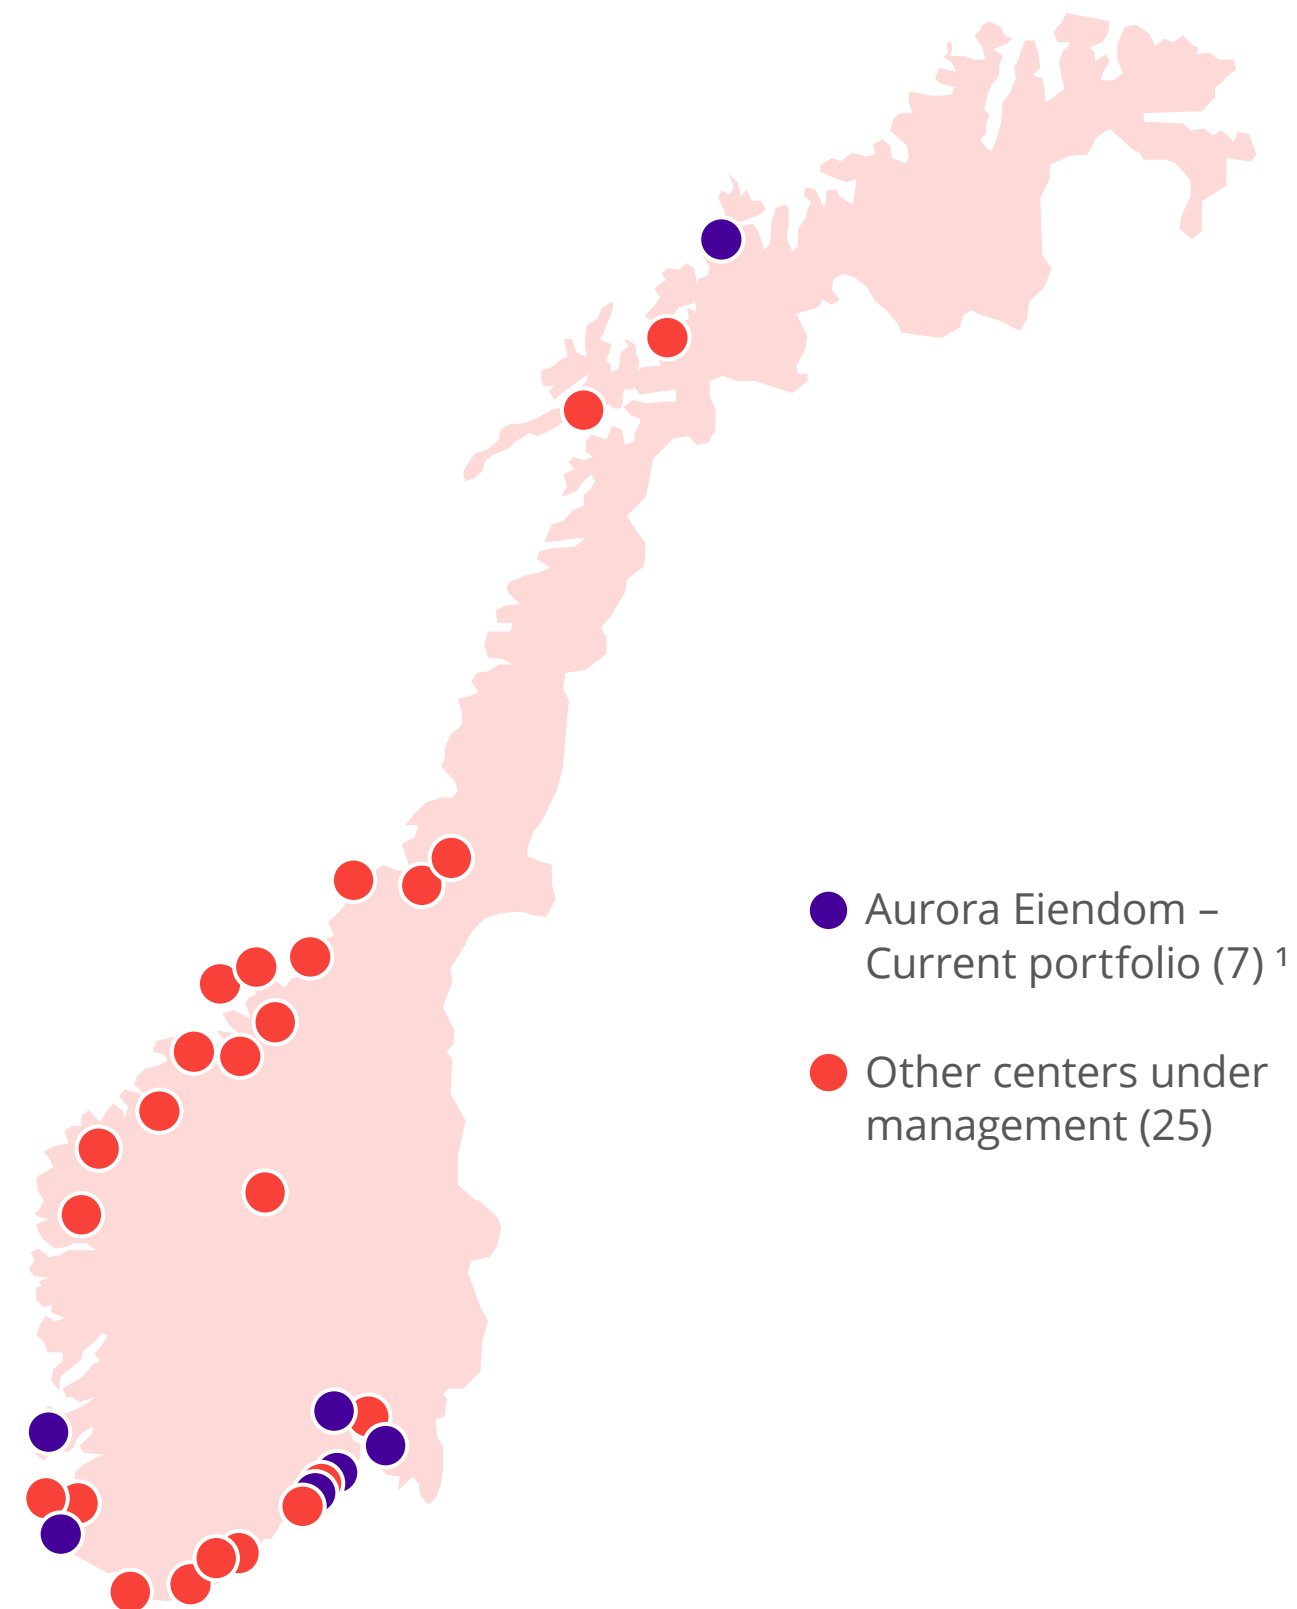 Aurora Eiendom –
Current portfolio (7) ¹
Other centers under
management (25)